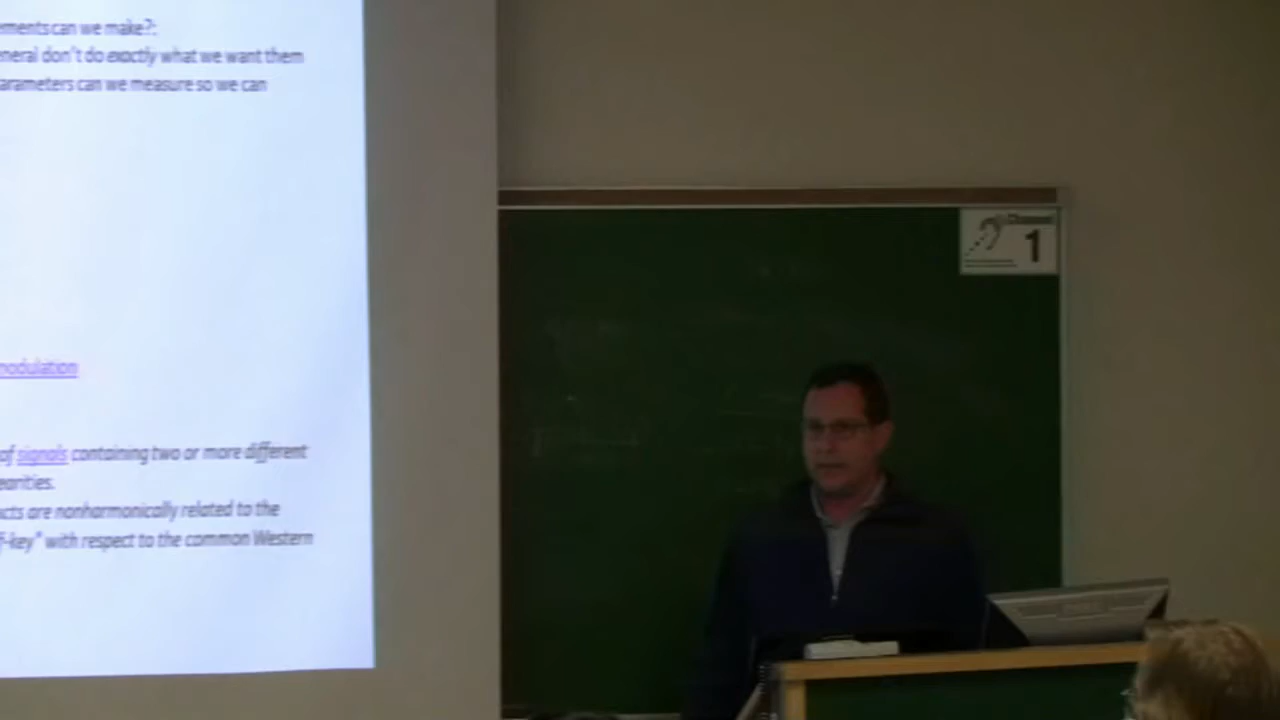 ements can we make?:
neral don't do exactly what we want them
arameters can we measure so we can
nodulation
of signals containing two or more different
earities.
cts are nonharmonically related to the
f-key" with respect to the common Western
1